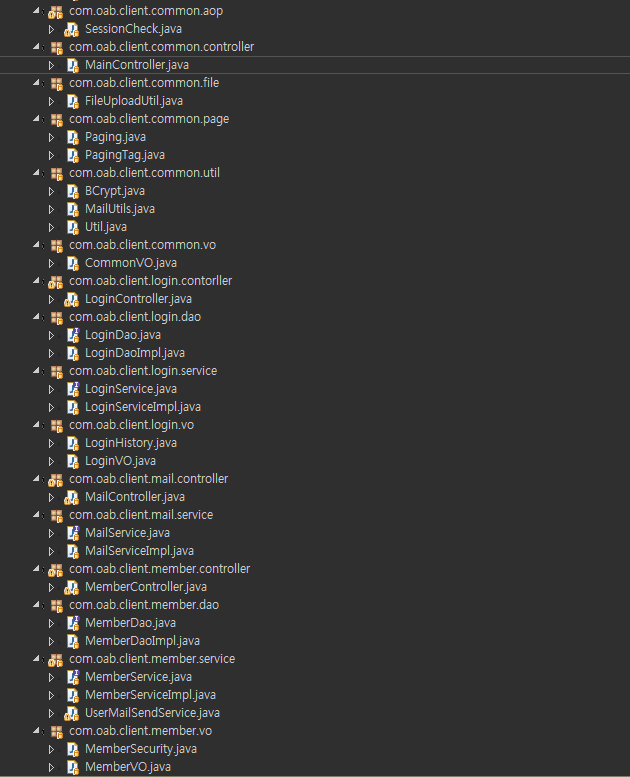 com.oab.client.common.aop
SessionCheck.java
com.oab.client.common.controller
MainController.java
com.oab.client.common.file
FileUploadUtil.java
com.oab.client.common.page
Paging.java
PagingTag.java
com.oab.client.common.util
BCrypt.java
MailUtils.java
Util.java
com.oab.client.common.vo
CommonVO.java
com.oab.client.login.contorller
LoginController.java
com.oab.client.login.dao
LoginDao.java
LoginDaoImpl.java
com.oab.client.login.service
LoginService.java
LoginServiceImpl.java
com.oab.client.login.vo
LoginHistory.java
LoginVO.java
com.oab.client.mail.controller
MailController.java
com.oab.client.mail.service
MailService.java
MailServiceImpl.java
com.oab.client.member.controller
MemberController.java
com.oab.client.member.dao
MemberDao.java
MemberDaoImpl.java
com.oab.client.member.service
MemberService.java
MemberServiceImpl.java
UserMailSendService.java
com.oab.client.member.vo
MemberSecurity.java
MemberVO.java